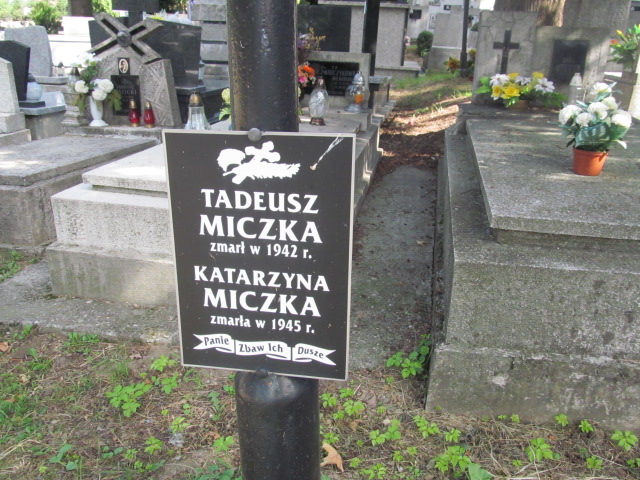 TADEUSZ
MICZKA
zmarł w 1942 r.
KATARZYNA
MICZKA
zmarła w 1945 r.
Panie Zbaw Ich Dusze